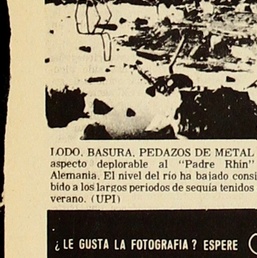 LODO, BASURA, PEDAZOS DE METAL
aspecto deplorable al "Padre Rhin"
Alemania. El nivel del río ha bajado consi
bido a los largos periodos de sequía tenidos
verano. (UPI)
¿LE GUSTA LA FOTOGRAFIA? ESPERE